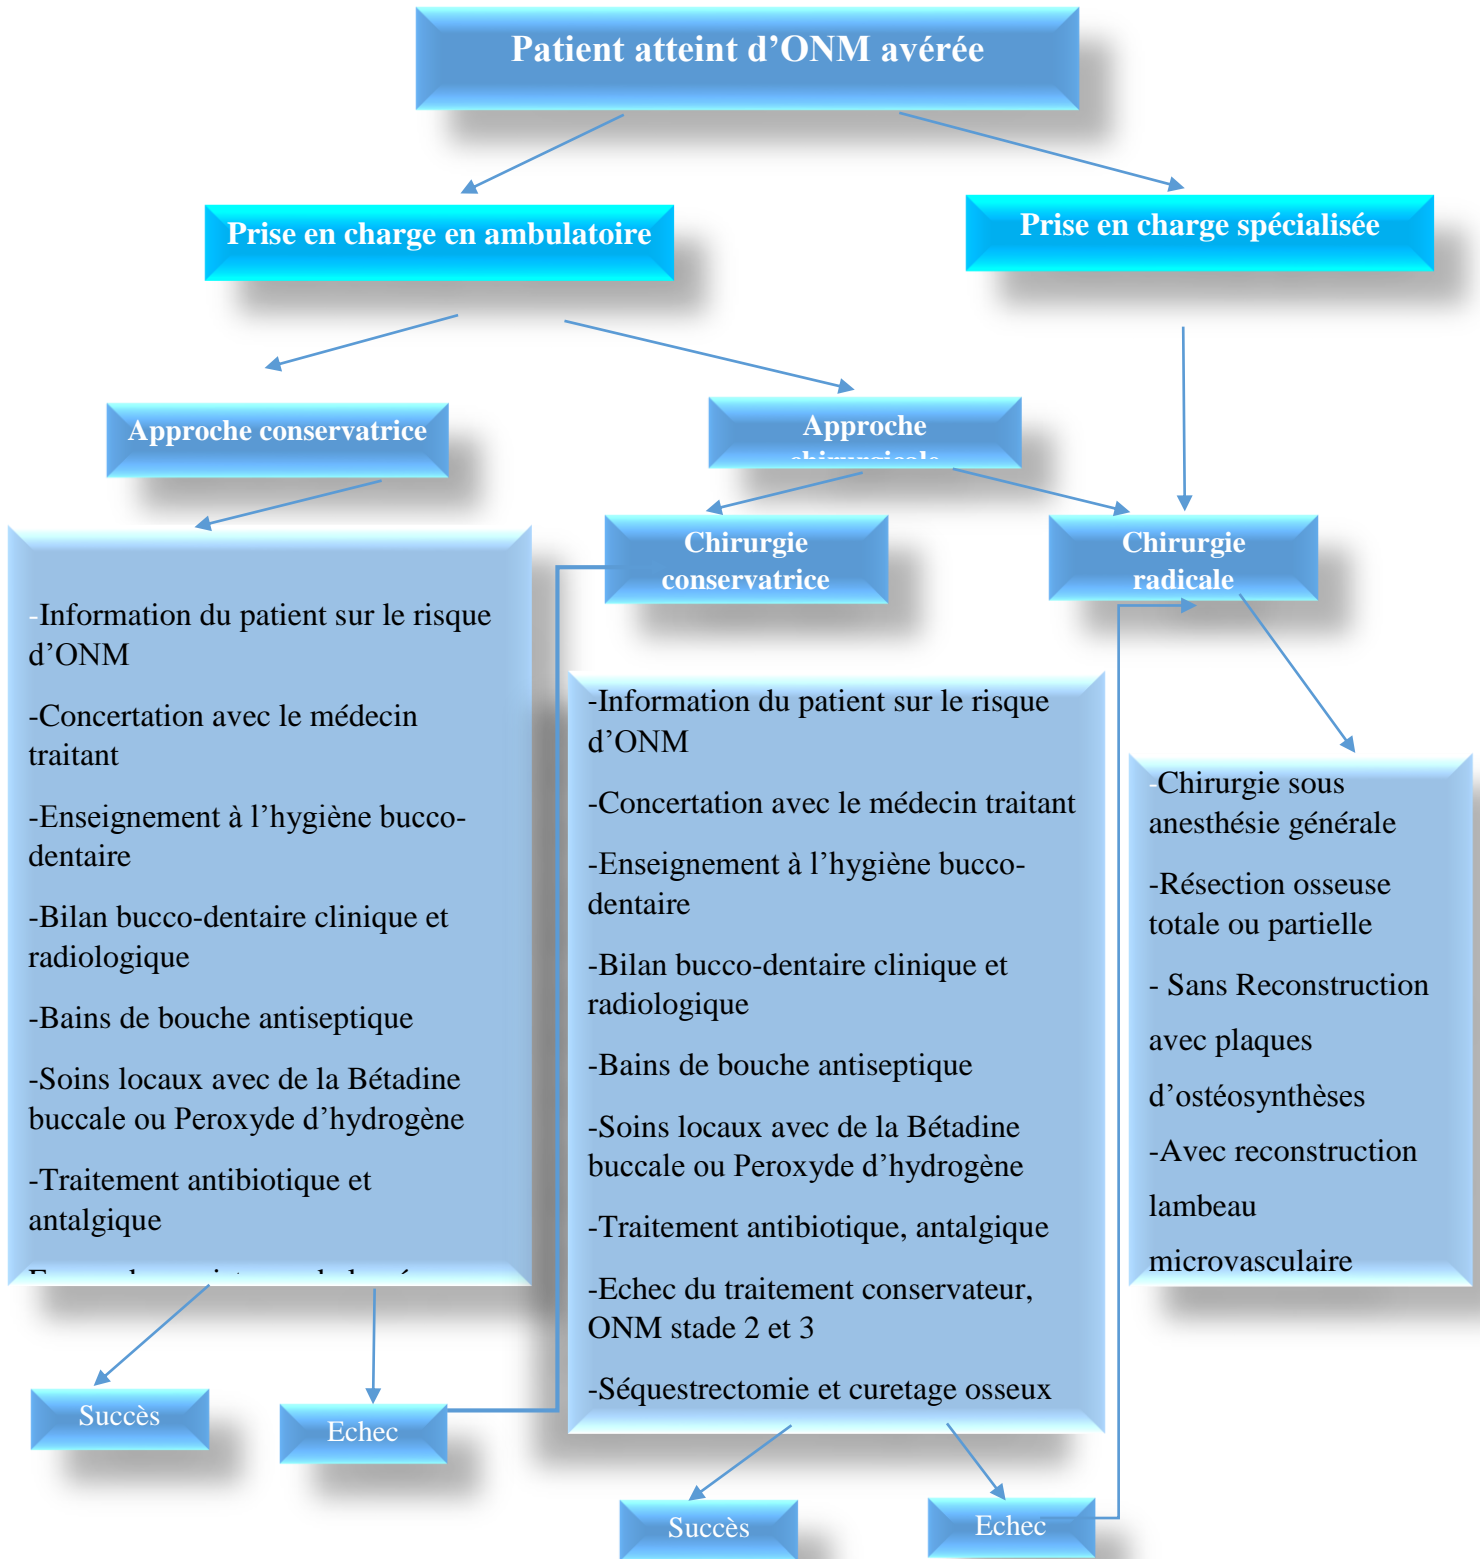 Patient atteint d’ONM avérée
Prise en charge en ambulatoire
Prise en charge spécialisée
Approche conservatrice
Approche
chirurgicale
Chirurgie
conservatrice
Chirurgie
radicale
-Information du patient sur le risque
d’ONM
-Concertation avec le médecin
traitant
-Enseignement à l’hygiène bucco-
dentaire
-Bilan bucco-dentaire clinique et
radiologique
-Bains de bouche antiseptique
-Soins locaux avec de la Bétadine
buccale ou Peroxyde d’hydrogène
-Traitement antibiotique et
antalgique
-Information du patient sur le risque
d’ONM
-Concertation avec le médecin traitant
-Enseignement à l’hygiène bucco-
dentaire
-Bilan bucco-dentaire clinique et
radiologique
-Bains de bouche antiseptique
-Soins locaux avec de la Bétadine
buccale ou Peroxyde d’hydrogène
-Traitement antibiotique, antalgique
-Echec du traitement conservateur,
ONM stade 2 et 3
-Séquestrectomie et curetage osseux
-Chirurgie sous
anesthésie générale
-Résection osseuse
totale ou partielle
- Sans Reconstruction
avec plaques
d’ostéosynthèses
-Avec reconstruction
lambeau
microvasculaire
Succès
Echec
Succès
Echec